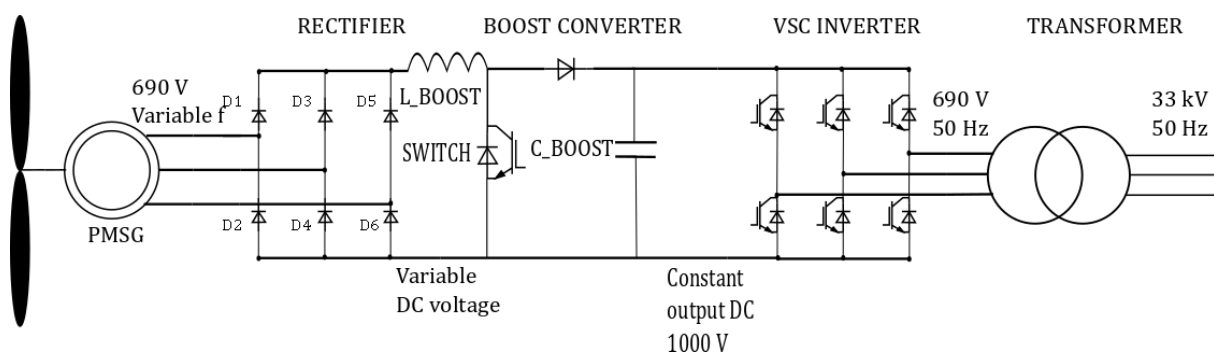 RECTIFIER
BOOST CONVERTER
VSC INVERTER
TRANSFORMER
690 V
Variable f
D1
D3
D5
L_BOOST
SWITCH
C_BOOST
690 V
50 Hz
33 kV
50 Hz
PMSG
D2
D4
D6
Variable
DC voltage
Constant
output DC
1000 V